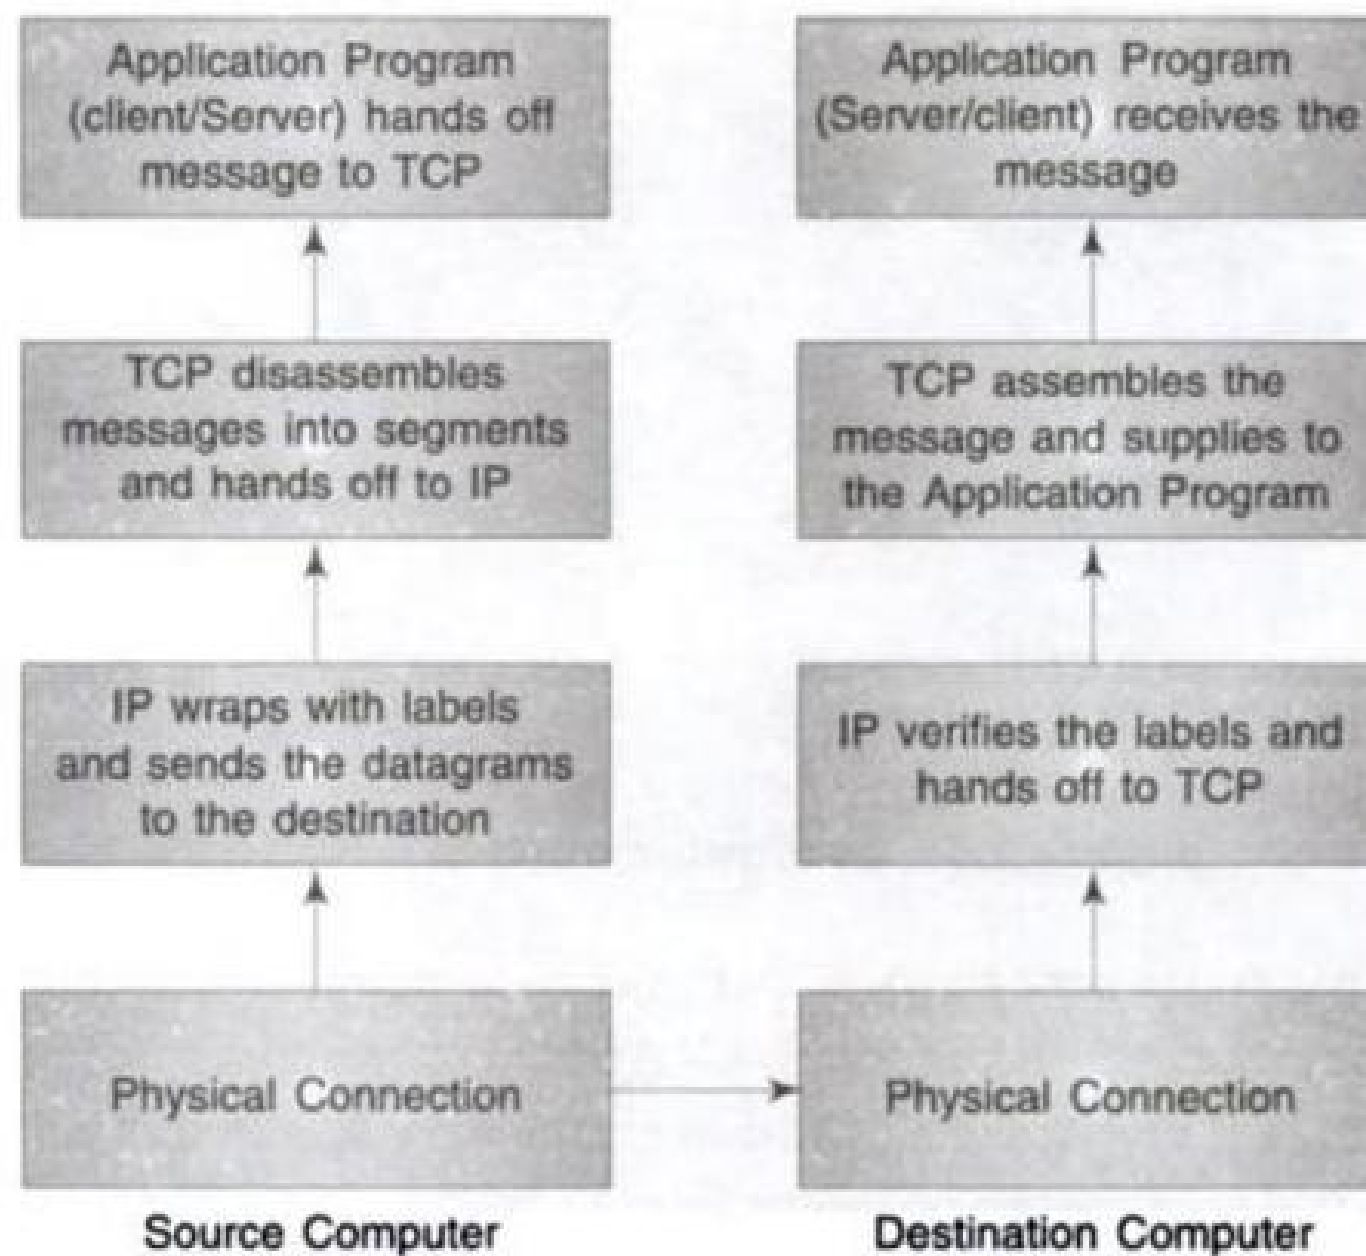 Application Program
(client/Server) hands off
message to TCP
TCP disassembles
messages into segments
and hands off to IP
IP wraps with labels
and sends the datagrams
to the destination
Physical Connection
Source Computer
Application Program
(Server/client) receives the
message
TCP assembles the
message and supplies to
the Application Program
IP verifies the labels and
hands off to TCP
Physical Connection
Destination Computer